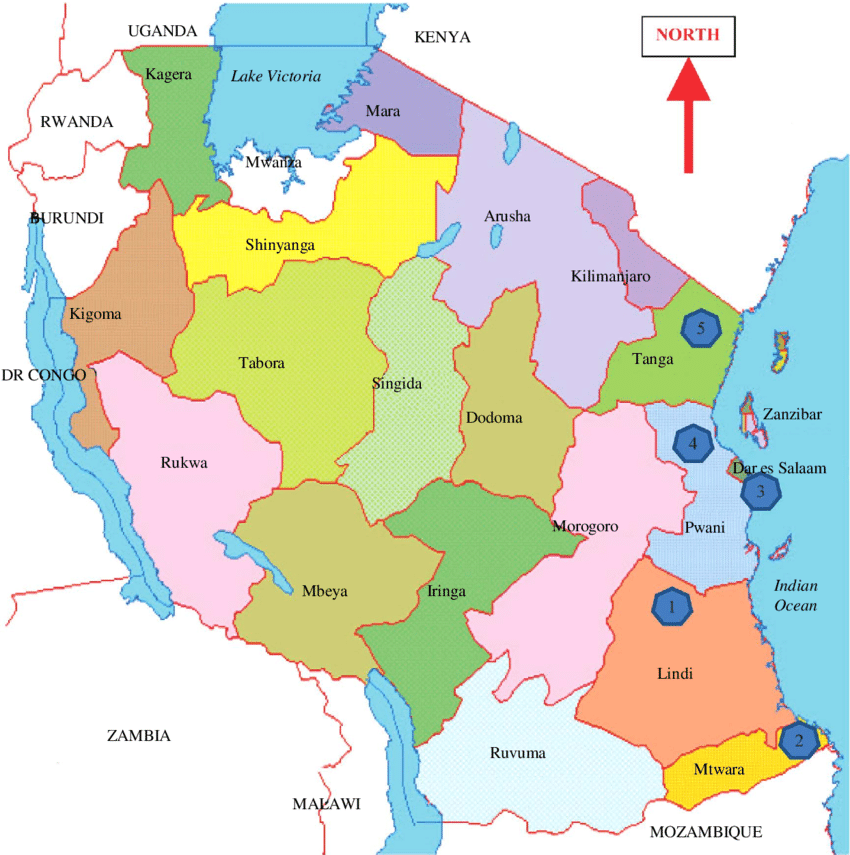 UGANDA
KENYA
NORTH
Kagera
Lake Victoria
Mara
RWANDA
Mwanza
BURUNDI
Shinyanga
Arusha
Kilimanjaro
Kigoma
5
Tanga
Tabora
DR CONGO
Singida
Dodoma
Zanzibar
4
Rukwa
Dar es Salaam
3
Morogoro
Pwani
Mbeya
Iringa
Indian
Ocean
1
Lindi
ZAMBIA
Ruvuma
2
Mtwara
MALAWI
MOZAMBIQUE